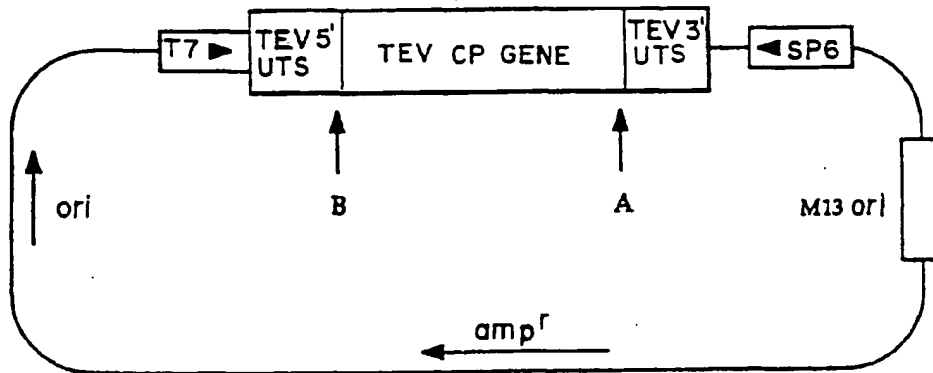 T7
TEV 5'
UTS
TEV CP GENE
TEV 3'
UTS
SP6
ori
B
A
M13 ori
amp^r